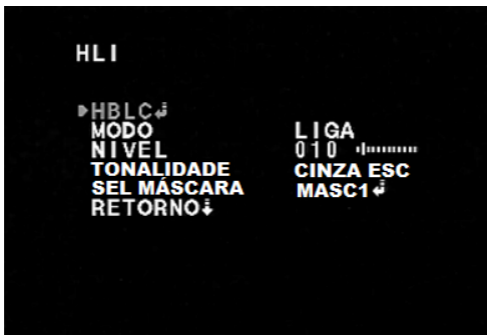 HLI
HBLC↲
MODO LIGA
NIVEL 010
TONALIDADE CINZA ESC
SEL MÁSCARA MASC1↲
RETORNO↓